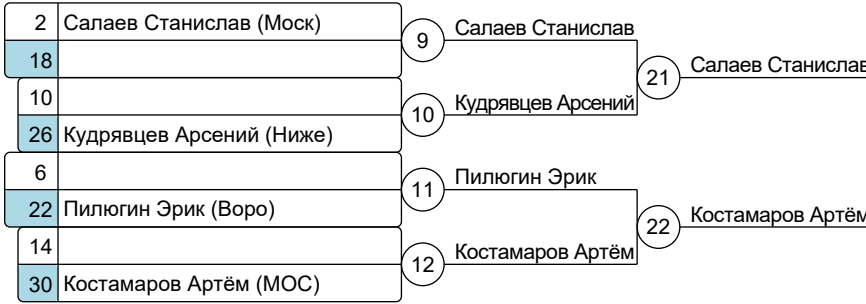 2 Салаев Станислав (Моск)
18
10
26 Кудрявцев Арсений (Ниже)
6
22 Пилюгин Эрик (Воро)
14
30 Костамаров Артём (МОС)
9 Салаев Станислав
10 Кудрявцев Арсений
11 Пилюгин Эрик
12 Костамаров Артём
21 Салаев Станислав
22 Костамаров Артём